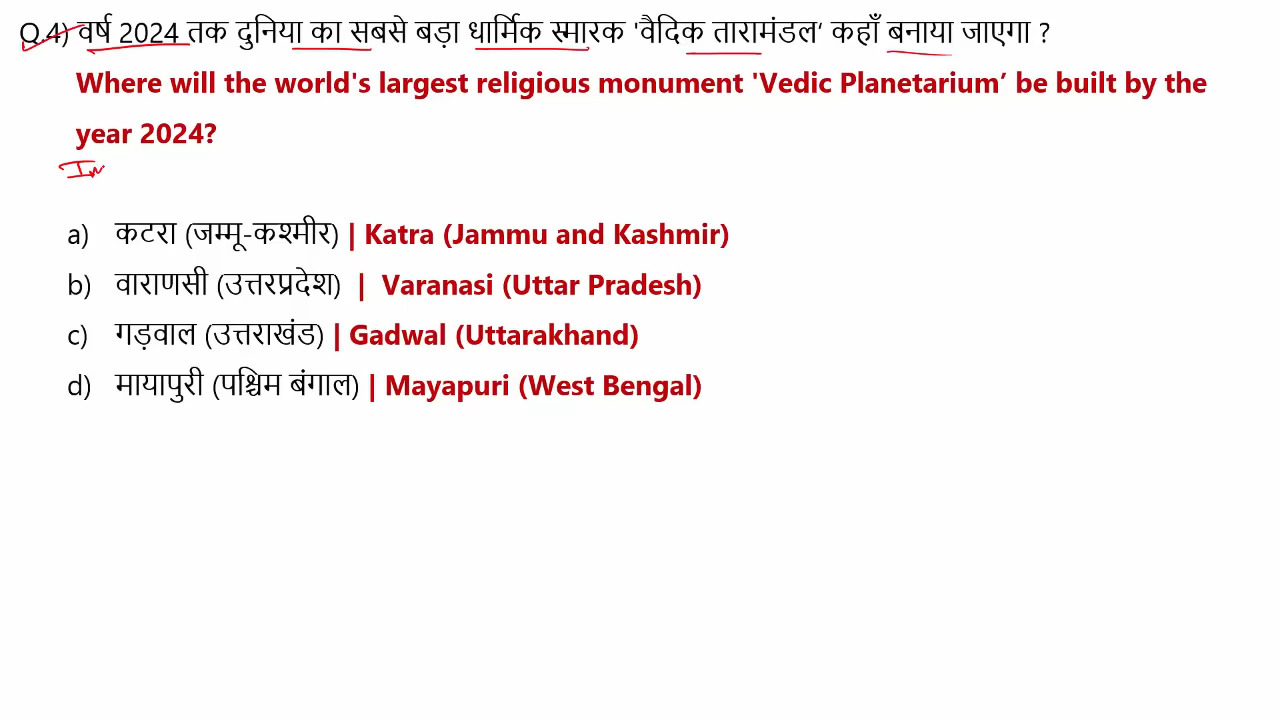 Q.4) वर्ष 2024 तक दुनिया का सबसे बड़ा धार्मिक स्मारक 'वैदिक तारामंडल‘ कहाँ बनाया जाएगा ?
Where will the world's largest religious monument 'Vedic Planetarium’ be built by the
year 2024?
In
a) कटरा (जम्मू-कश्मीर) | Katra (Jammu and Kashmir)
b) वाराणसी (उत्तरप्रदेश) | Varanasi (Uttar Pradesh)
c) गड़वाल (उत्तराखंड) | Gadwal (Uttarakhand)
d) मायापुरी (पश्चिम बंगाल) | Mayapuri (West Bengal)